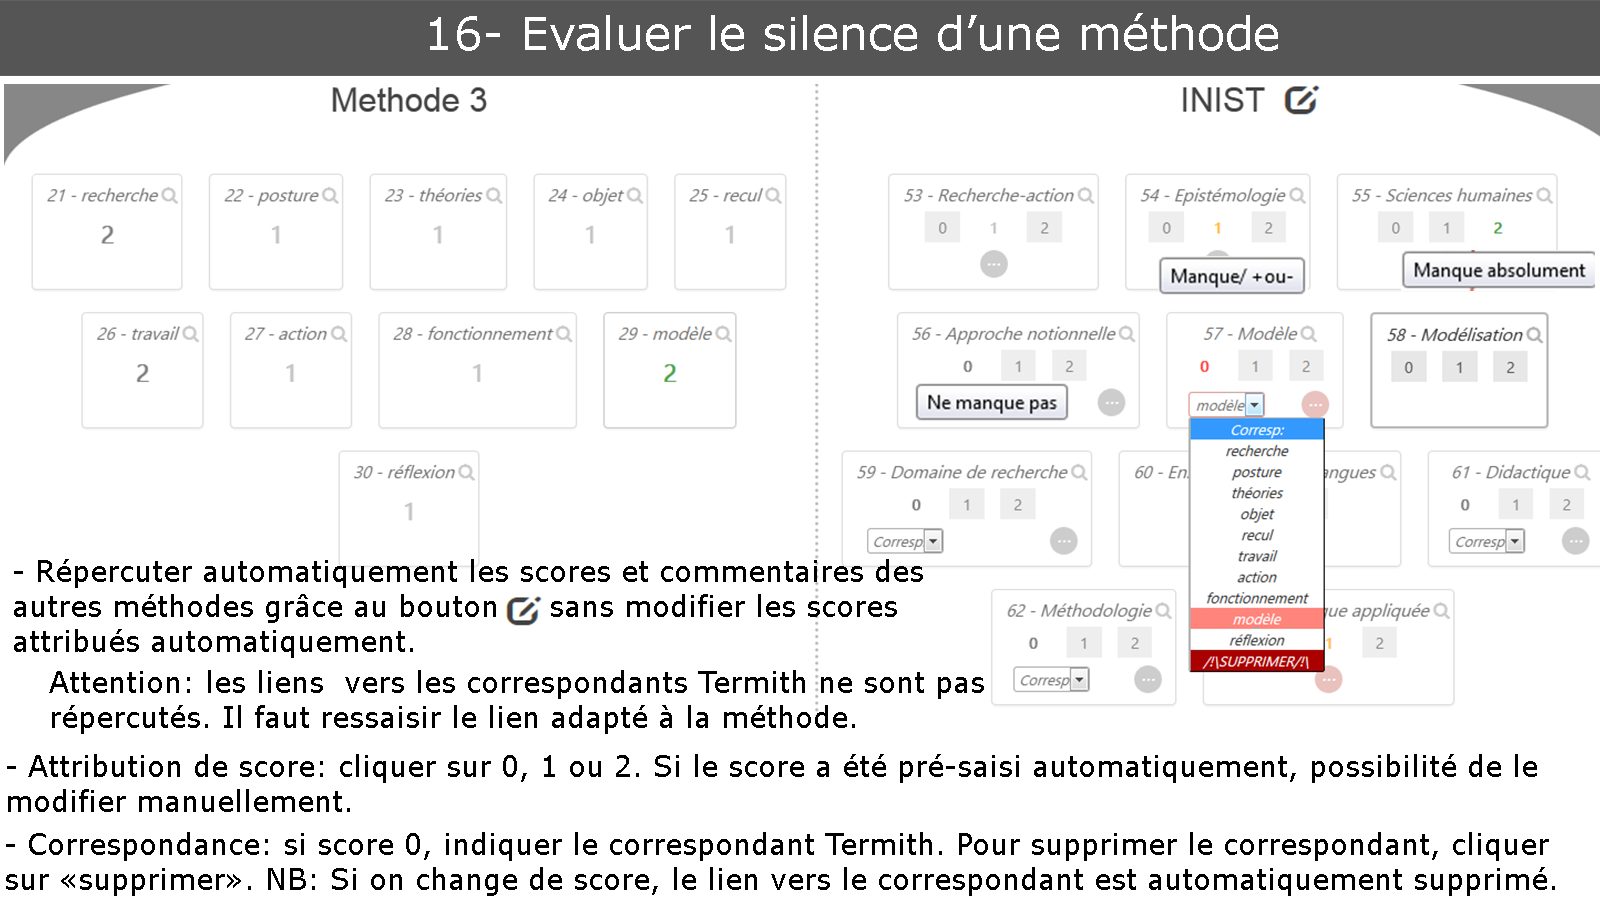 16- Evaluer le silence d’une méthode
Methode 3
INIST
21 - recherche
22 - posture
23 - théories
24 - objet
25 - recul
2
1
1
1
1
26 - travail
27 - action
28 - fonctionnement
29 - modèle
2
1
1
2
30 - réflexion
1
53 - Recherche-action
54 - Epistémologie
55 - Sciences humaines
0 1 2
0 1 2
0 1 2
Manque/ +ou-
Manque absolument
56 - Approche notionnelle
57 - Modèle
58 - Modélisation
0 1 2
0 1 2
0 1 2
Ne manque pas
modèle
Corresp:
recherche
posture
théories
objet
recul
travail
action
fonctionnement
modèle
réflexion
/!\SUPPRIMER/!\
59 - Domaine de recherche
60 - En
angues
61 - Didactique
0 1 2
0 1 2
Corresp
Corresp
62 - Méthodologie
ue appliquée
0 1 2
1 2
Corresp
- Répercuter automatiquement les scores et commentaires des
autres méthodes grâce au bouton sans modifier les scores
attribués automatiquement.
Attention: les liens vers les correspondants Termith ne sont pas
répercutés. Il faut ressaisir le lien adapté à la méthode.
- Attribution de score: cliquer sur 0, 1 ou 2. Si le score a été pré-saisi automatiquement, possibilité de le
modifier manuellement.
- Correspondance: si score 0, indiquer le correspondant Termith. Pour supprimer le correspondant, cliquer
sur «supprimer». NB: Si on change de score, le lien vers le correspondant est automatiquement supprimé.